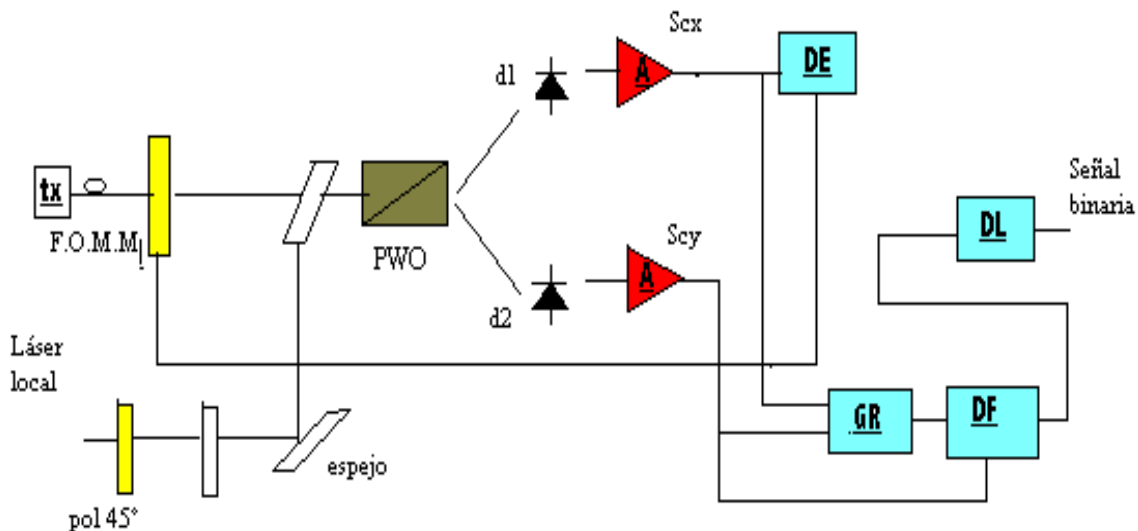 Scx
DE
d1
tx
F.O.M.M
PWO
Señal
binaria
DL
Scy
d2
Láser
local
GR
DF
espejo
pol 45°
A
A